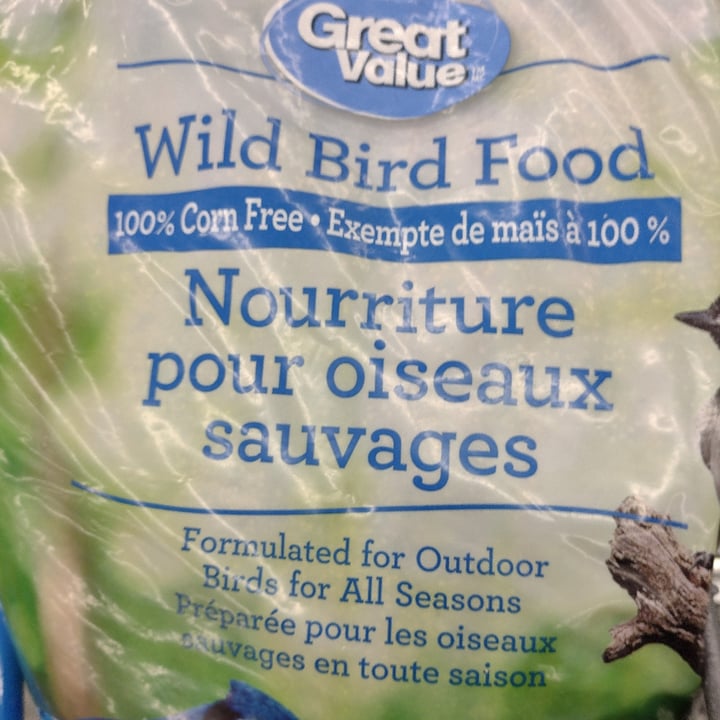 Great
Value
Wild Bird Food
100% Corn Free • Exempte de maïs à 100 %
Nourriture
pour oiseaux
sauvages
Formulated for Outdoor
Birds for All Seasons
Préparée pour les oiseaux
sauvages en toute saison